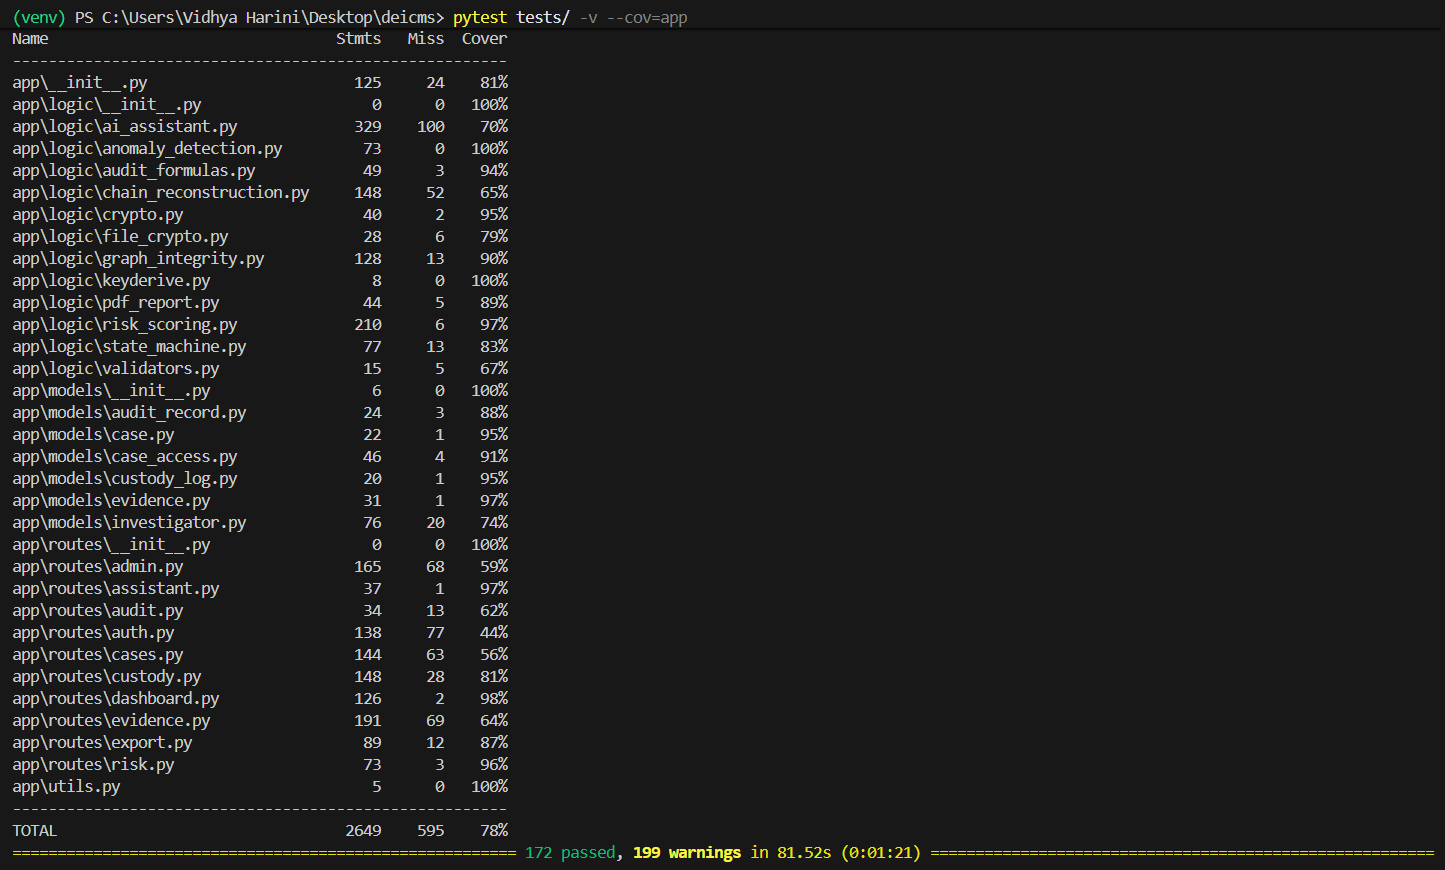 (venv) PS C:\Users\Vidhya Harini\Desktop\deicms> pytest tests/ -v --cov=app
Name                                Stmts   Miss  Cover
-------------------------------------------------------
app\__init__.py                       125     24    81%
app\logic\__init__.py                   0      0   100%
app\logic\ai_assistant.py             329    100    70%
app\logic\anomaly_detection.py         73      0   100%
app\logic\audit_formulas.py            49      3    94%
app\logic\chain_reconstruction.py     148     52    65%
app\logic\crypto.py                    40      2    95%
app\logic\file_crypto.py               28      6    79%
app\logic\graph_integrity.py          128     13    90%
app\logic\keyderive.py                  8      0   100%
app\logic\pdf_report.py                44      5    89%
app\logic\risk_scoring.py             210      6    97%
app\logic\state_machine.py             77     13    83%
app\logic\validators.py                15      5    67%
app\models\__init__.py                  6      0   100%
app\models\audit_record.py             24      3    88%
app\models\case.py                     22      1    95%
app\models\case_access.py              46      4    91%
app\models\custody_log.py              20      1    95%
app\models\evidence.py                 31      1    97%
app\models\investigator.py             76     20    74%
app\routes\__init__.py                  0      0   100%
app\routes\admin.py                   165     68    59%
app\routes\assistant.py                37      1    97%
app\routes\audit.py                    34     13    62%
app\routes\auth.py                    138     77    44%
app\routes\cases.py                   144     63    56%
app\routes\custody.py                 148     28    81%
app\routes\dashboard.py               126      2    98%
app\routes\evidence.py                191     69    64%
app\routes\export.py                   89     12    87%
app\routes\risk.py                     73      3    96%
app\utils.py                            5      0   100%
-------------------------------------------------------
TOTAL                                2649    595    78%
======================================================== 172 passed, 199 warnings in 81.52s (0:01:21) ========================================================